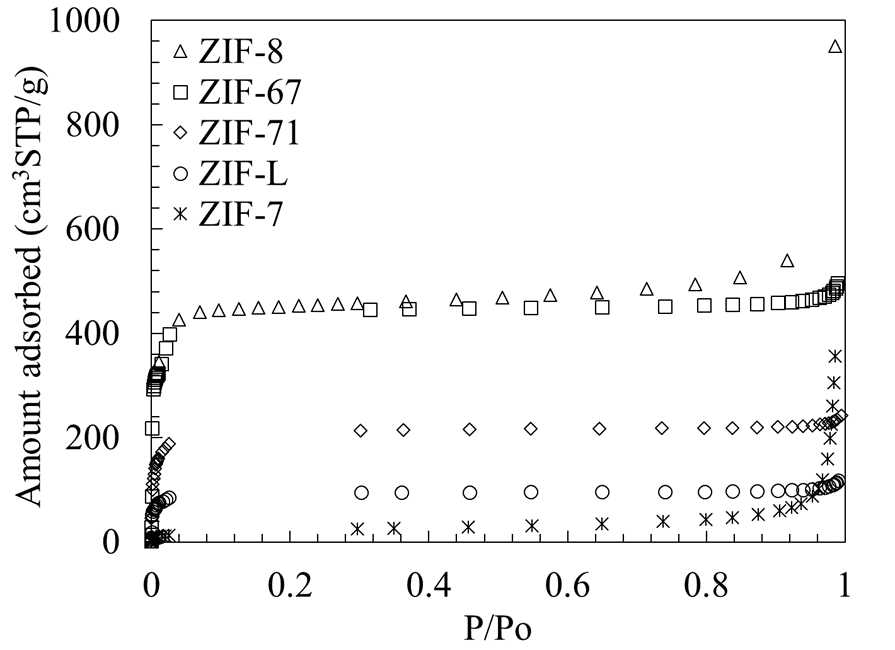 Amount adsorbed (cm³STP/g)
1000
800
600
400
200
0
ZIF-8
ZIF-67
ZIF-71
ZIF-L
ZIF-7
0 0.2 0.4 0.6 0.8 1
P/Po